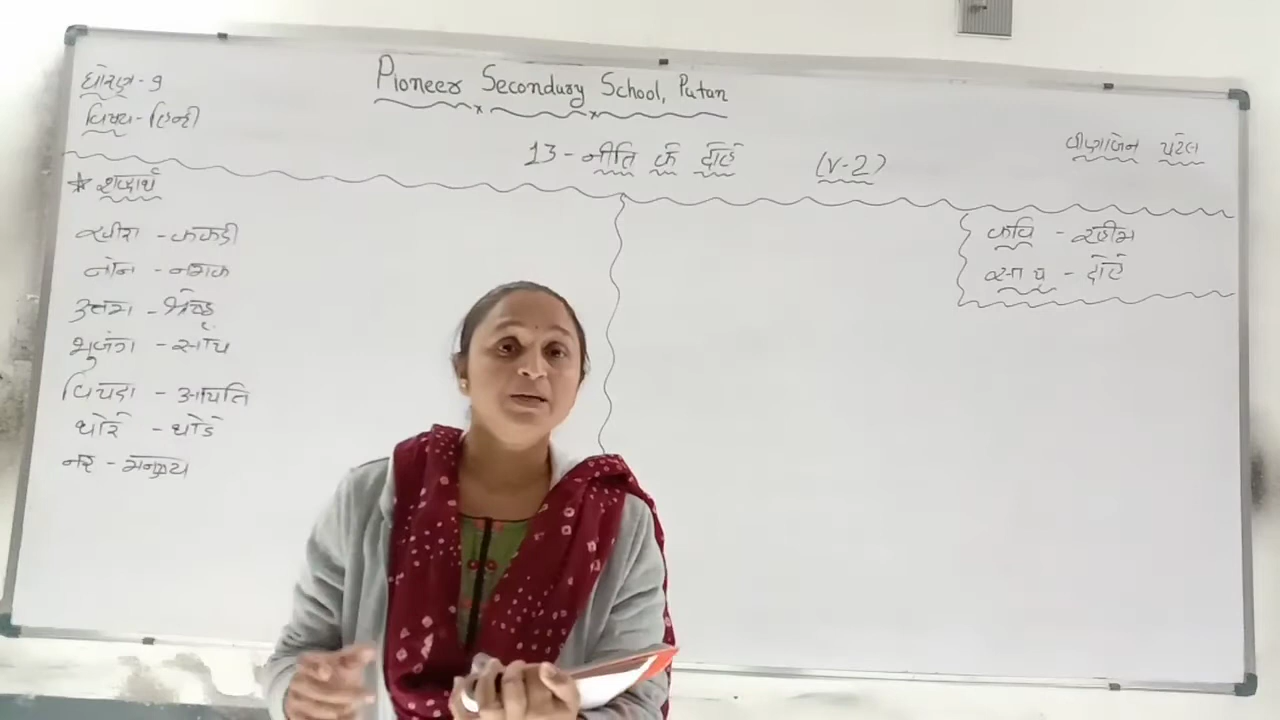 Pioneer Secondary School, Patan
धोरण - 9
विषय - हिन्दी
13 - नीति के दोहे (V-2)
वीणाबेन पटेल
* शब्दार्थ
खीरा - ककडी
नोन - नमक
उत्तम - श्रेष्ठ
भुजंग - साँप
विपदा - आपति
थोरे - थोडे
नर - मनुष्य
कवि - रहीम
काव्य - दोहे